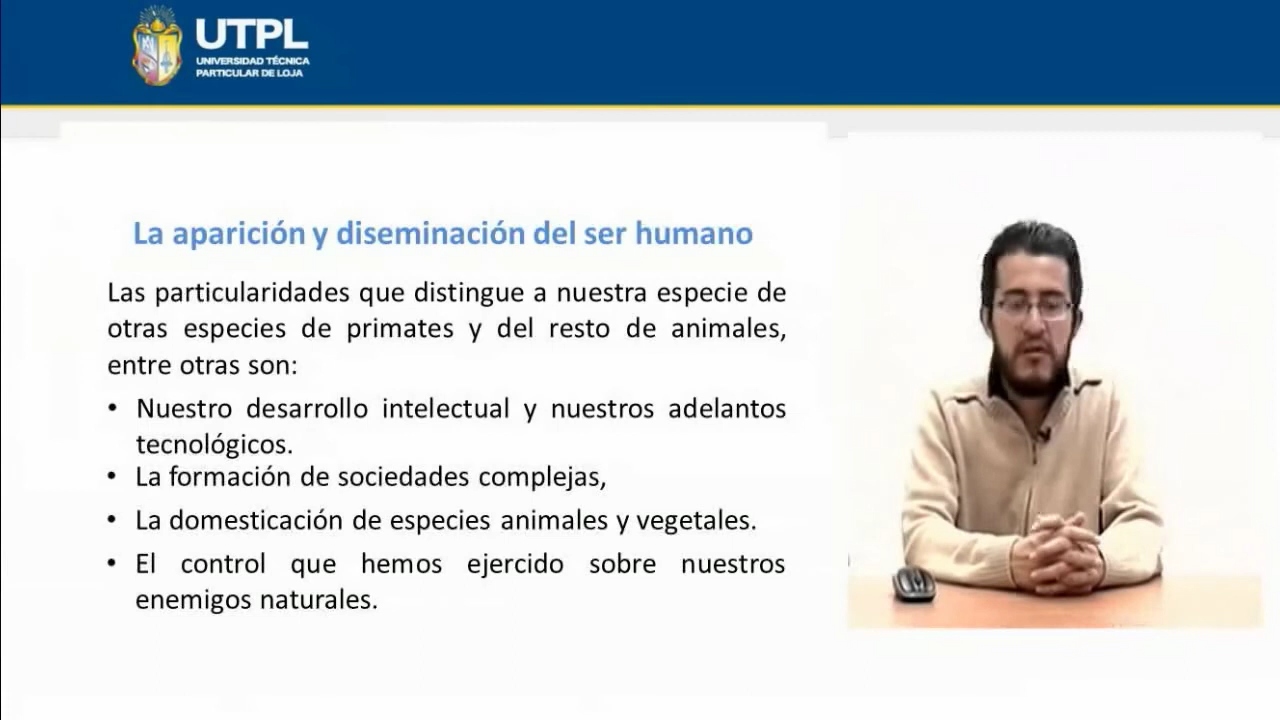 UTPL
UNIVERSIDAD TÉCNICA
PARTICULAR DE LOJA
La aparición y diseminación del ser humano
Las particularidades que distingue a nuestra especie de
otras especies de primates y del resto de animales,
entre otras son:
• Nuestro desarrollo intelectual y nuestros adelantos
tecnológicos.
• La formación de sociedades complejas,
• La domesticación de especies animales y vegetales.
• El control que hemos ejercido sobre nuestros
enemigos naturales.